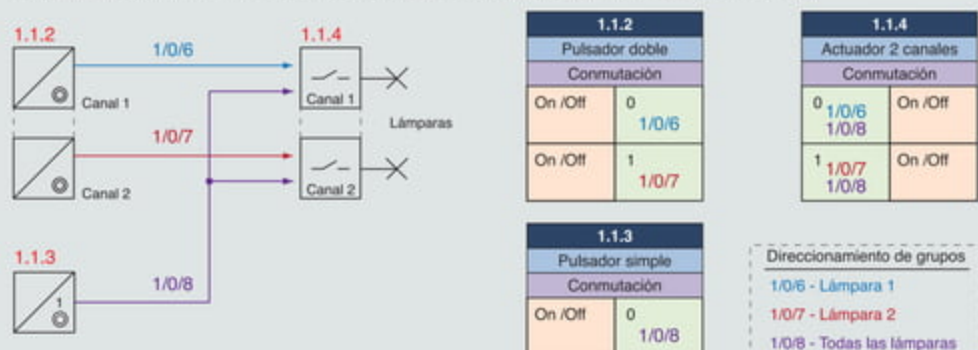 1.1.2
1/0/6
Canal 1
1/0/7
Canal 2
1.1.3
1
1/0/8
1.1.4
Canal 1
Lámparas
Canal 2
1.1.2
Pulsador doble
Conmutación
On /Off
0
1/0/6
On /Off
1
1/0/7
1.1.3
Pulsador simple
Conmutación
On /Off
0
1/0/8
1.1.4
Actuador 2 canales
Conmutación
0 1/0/6
1/0/8
On /Off
1 1/0/7
1/0/8
On /Off
Direccionamiento de grupos
1/0/6 - Lámpara 1
1/0/7 - Lámpara 2
1/0/8 - Todas las lámparas